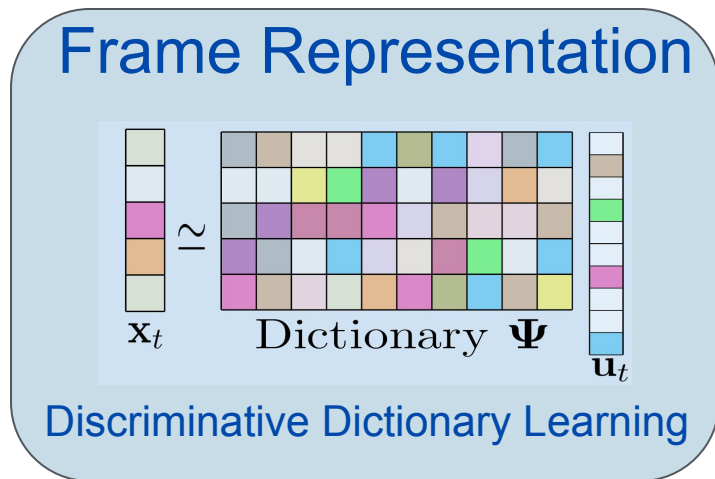 Frame Representation
≃
x_t
Dictionary Ψ
u_t
Discriminative Dictionary Learning